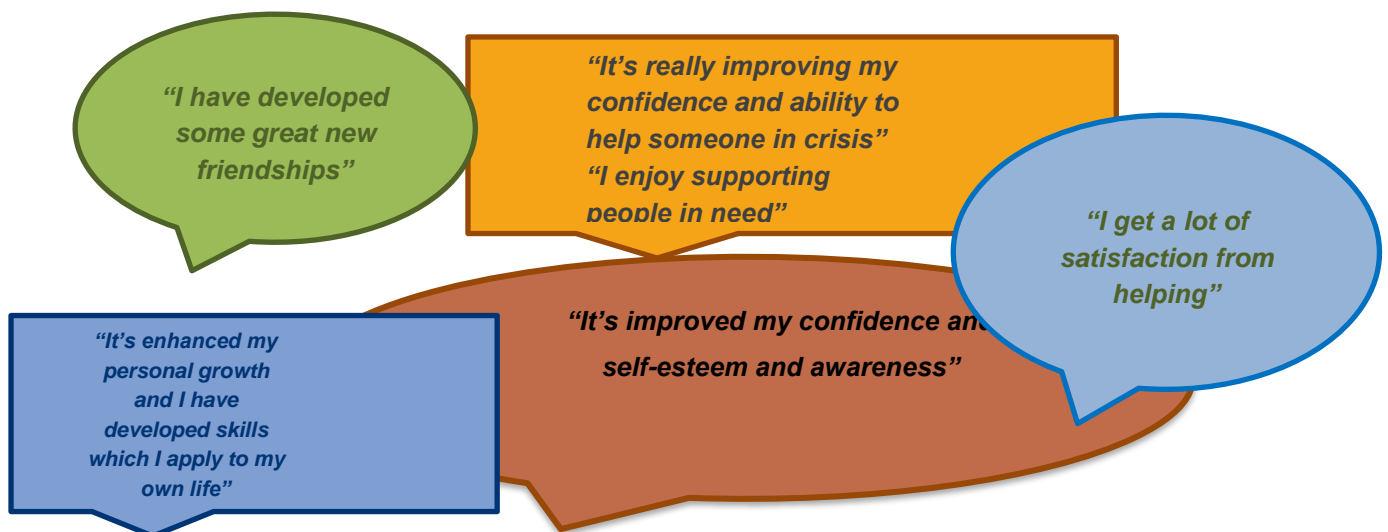 “I have developed
some great new
friendships”
“It’s really improving my
confidence and ability to
help someone in crisis”
“I enjoy supporting
people in need”
“I get a lot of
satisfaction from
helping”
“It’s improved my confidence and
self-esteem and awareness”
“It’s enhanced my
personal growth
and I have
developed skills
which I apply to my
own life”